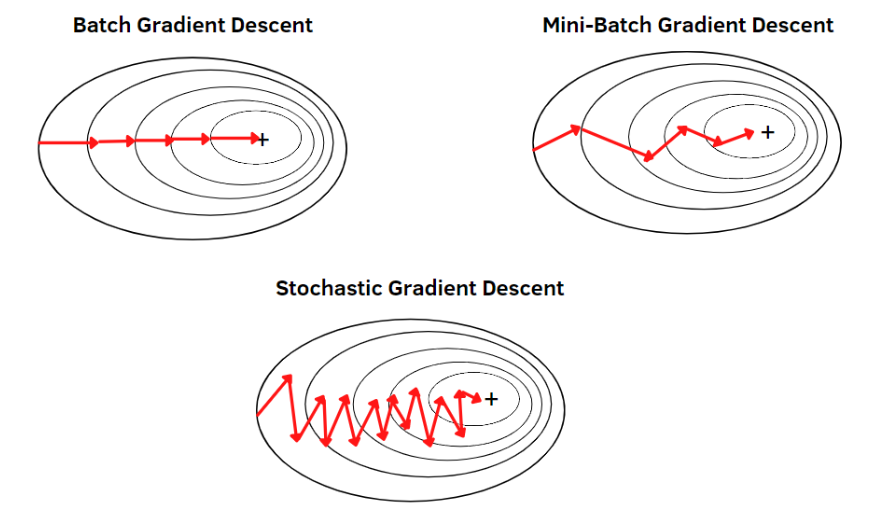 Batch Gradient Descent
Mini-Batch Gradient Descent
Stochastic Gradient Descent